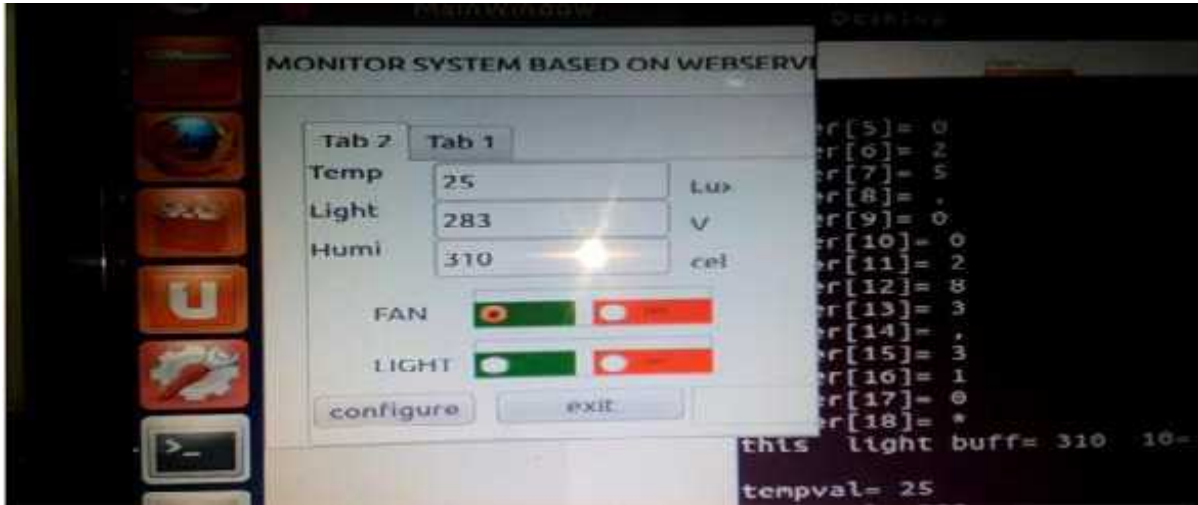 MainWindow
MONITOR SYSTEM BASED ON WEBSERVI
Tab 2 Tab 1
Temp 25 Lux
Light 283 V
Humi 310 cel
FAN
LIGHT
configure exit
er[5]= 0
er[6]= 2
er[7]= 5
er[8]= ,
er[9]= 0
er[10]= 0
er[11]= 2
er[12]= 8
er[13]= 3
er[14]= ,
er[15]= 3
er[16]= 1
er[17]= 0
er[18]= *
this light buff= 310 10=
tempval= 25